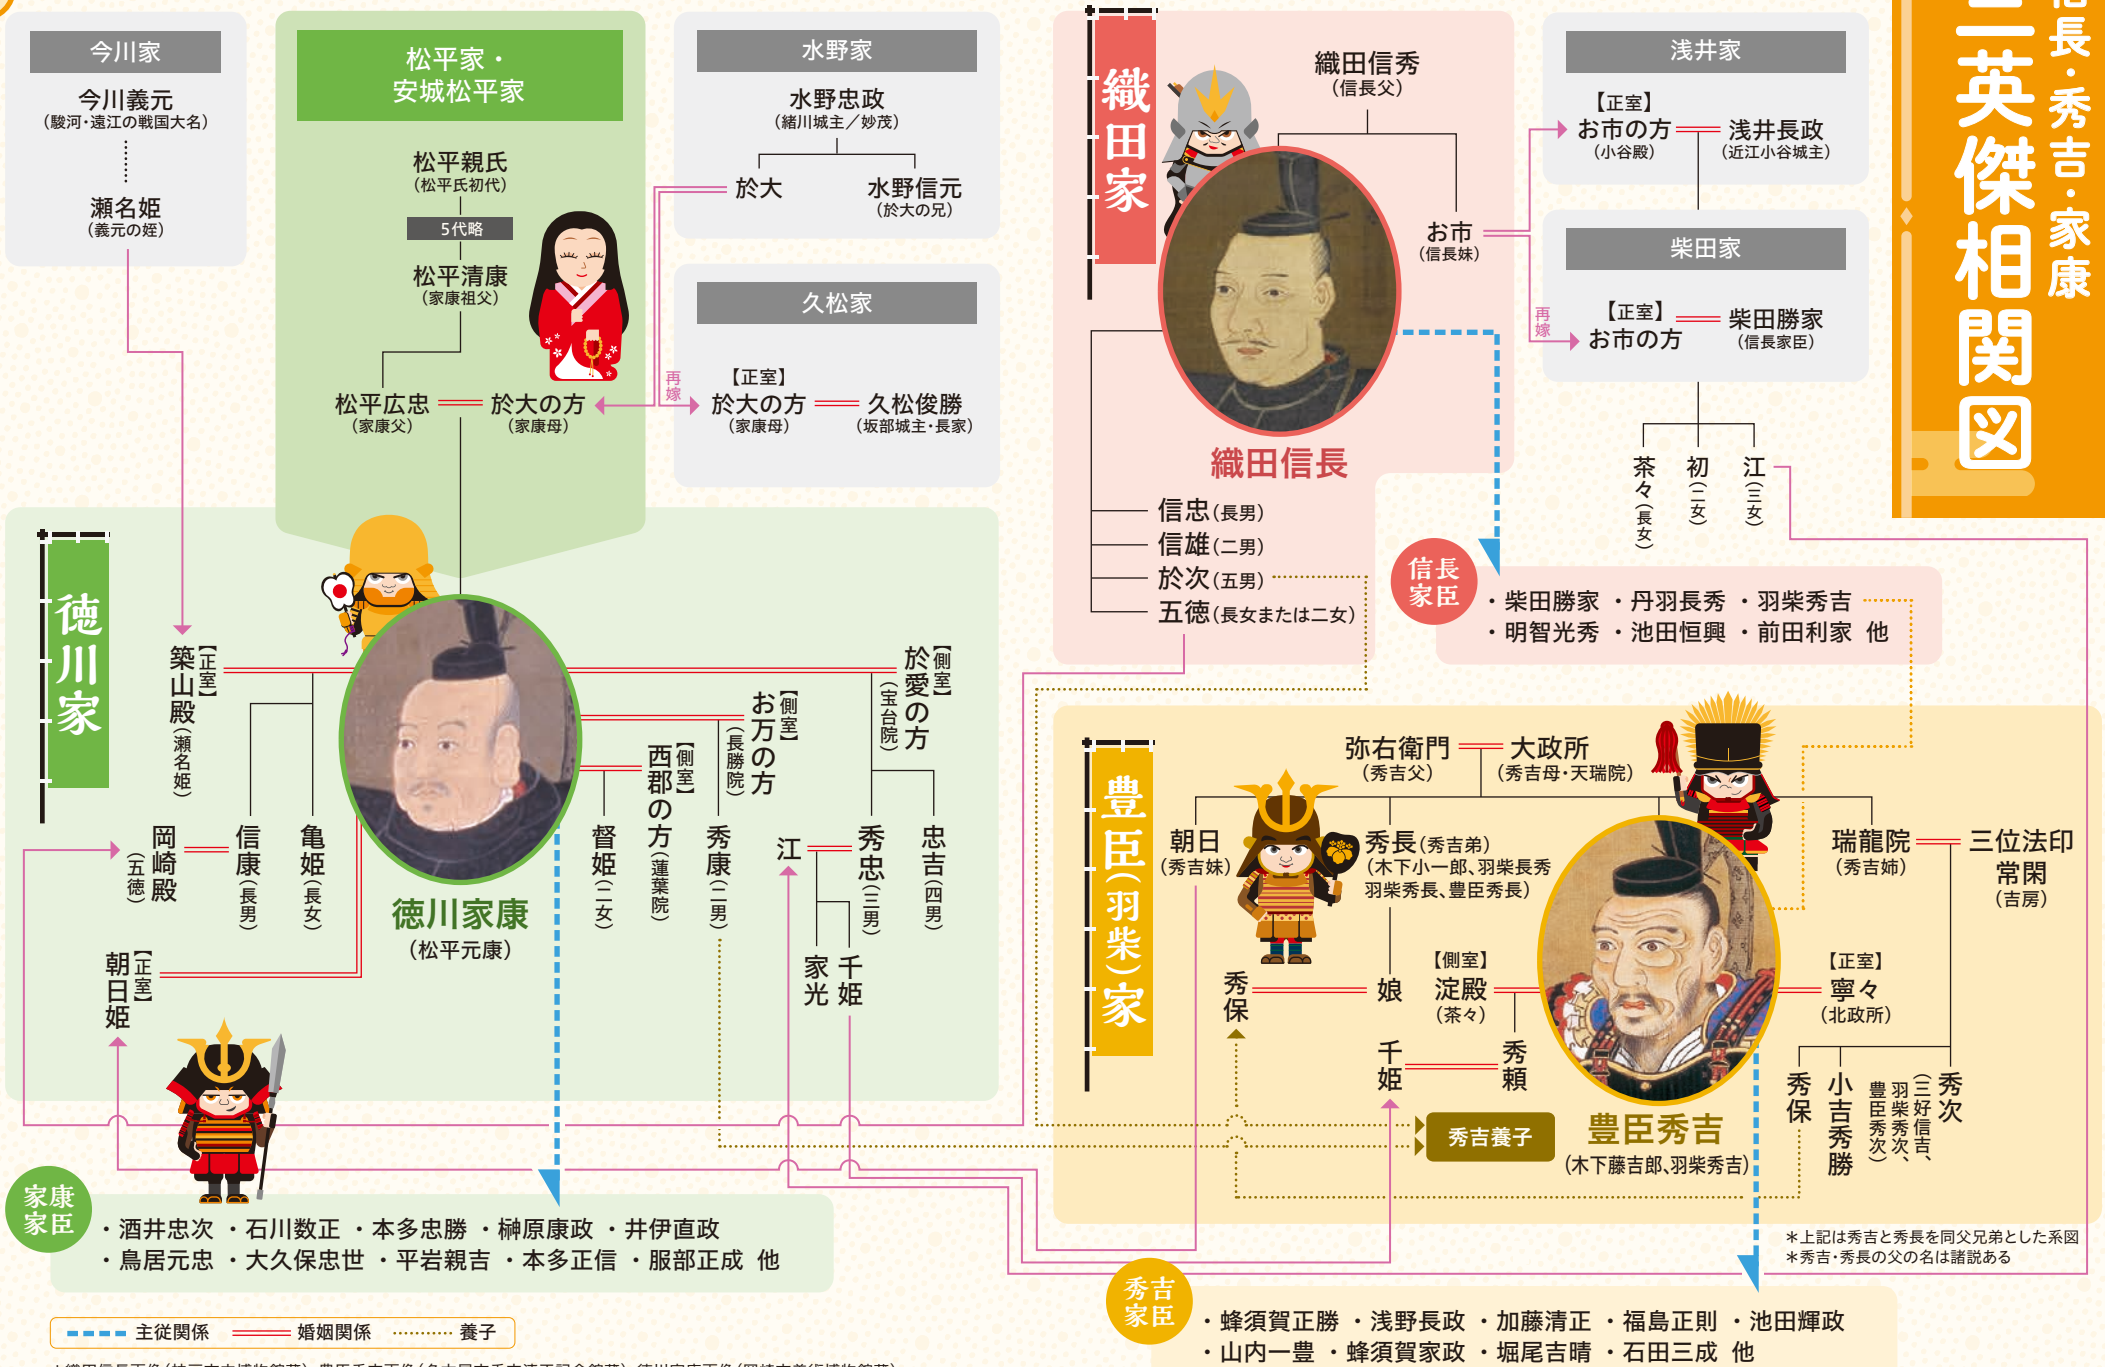 信長・秀吉・家康
三英傑相関図
今川家
今川義元
(駿河・遠江の戦国大名)
瀬名姫
(義元の姪)
松平家・
安城松平家
松平親氏
(松平氏初代)
5代略
松平清康
(家康祖父)
松平広忠
(家康父)
於大の方
(家康母)
水野家
水野忠政
(緒川城主／妙茂)
於大
水野信元
(於大の兄)
久松家
再嫁
【正室】
於大の方
(家康母)
久松俊勝
(坂部城主・長家)
織田家
織田信秀
(信長父)
お市
(信長妹)
織田信長
信忠(長男)
信雄(二男)
於次(五男)
五徳(長女または二女)
浅井家
【正室】
お市の方
(小谷殿)
浅井長政
(近江小谷城主)
柴田家
再嫁
【正室】
お市の方
柴田勝家
(信長家臣)
茶々(長女)
初(二女)
江(三女)
信長
家臣
・柴田勝家 ・丹羽長秀 ・羽柴秀吉
・明智光秀 ・池田恒興 ・前田利家 他
徳川家
【正室】
築山殿(瀬名姫)
【側室】
於愛の方
(宝台院)
【側室】
お万の方
(長勝院)
【側室】
西郡の方(蓮葉院)
岡崎殿
(五徳)
信康(長男)
亀姫(長女)
督姫(二女)
秀康(二男)
江
秀忠(三男)
忠吉(四男)
家光
千姫
徳川家康
(松平元康)
【正室】
朝日姫
家康
家臣
・酒井忠次 ・石川数正 ・本多忠勝 ・榊原康政 ・井伊直政
・鳥居元忠 ・大久保忠世 ・平岩親吉 ・本多正信 ・服部正成 他
豊臣(羽柴)家
弥右衛門
(秀吉父)
大政所
(秀吉母・天瑞院)
朝日
(秀吉妹)
秀長(秀吉弟)
(木下小一郎、羽柴長秀
羽柴秀長、豊臣秀長)
瑞龍院
(秀吉姉)
三位法印
常閑
(吉房)
秀保
娘
【側室】
淀殿
(茶々)
【正室】
寧々
(北政所)
千姫
秀頼
秀吉養子
豊臣秀吉
(木下藤吉郎、羽柴秀吉)
秀保
小吉秀勝
秀次
(三好信吉、
羽柴秀次、
豊臣秀次)
＊上記は秀吉と秀長を同父兄弟とした系図
＊秀吉・秀長の父の名は諸説ある
秀吉
家臣
・蜂須賀正勝 ・浅野長政 ・加藤清正 ・福島正則 ・池田輝政
・山内一豊 ・蜂須賀家政 ・堀尾吉晴 ・石田三成 他
主従関係
婚姻関係
養子